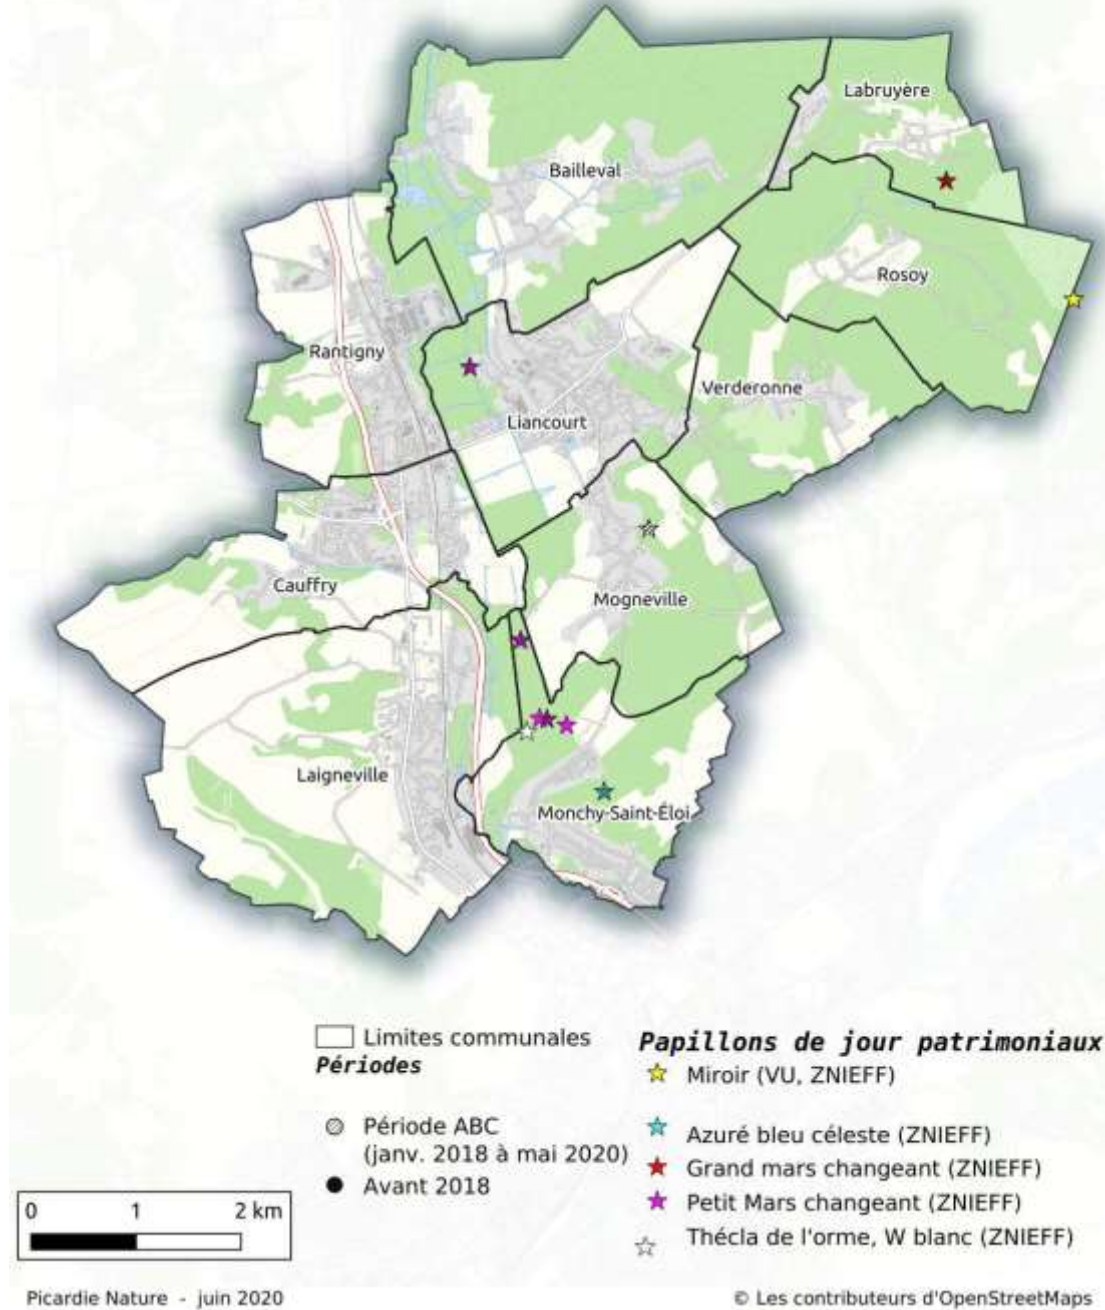 Labruyère
Bailleval
Rosoy
Rantigny
Verderonne
Liancourt
Cauffry
Mogneville
Laigneville
Monchy-Saint-Éloi
Limites communales
Périodes
Période ABC
(janv. 2018 à mai 2020)
Avant 2018
Papillons de jour patrimoniaux
Miroir (VU, ZNIEFF)
Azuré bleu céleste (ZNIEFF)
Grand mars changeant (ZNIEFF)
Petit Mars changeant (ZNIEFF)
Thécla de l'orme, W blanc (ZNIEFF)
0 1 2 km
Picardie Nature - juin 2020
© Les contributeurs d'OpenStreetMaps